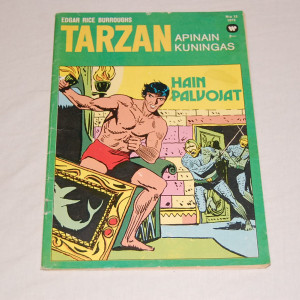 EDGAR RICE BURROUGHS
TARZAN
APINAIN
KUNINGAS
HAIN
PALVOJAT